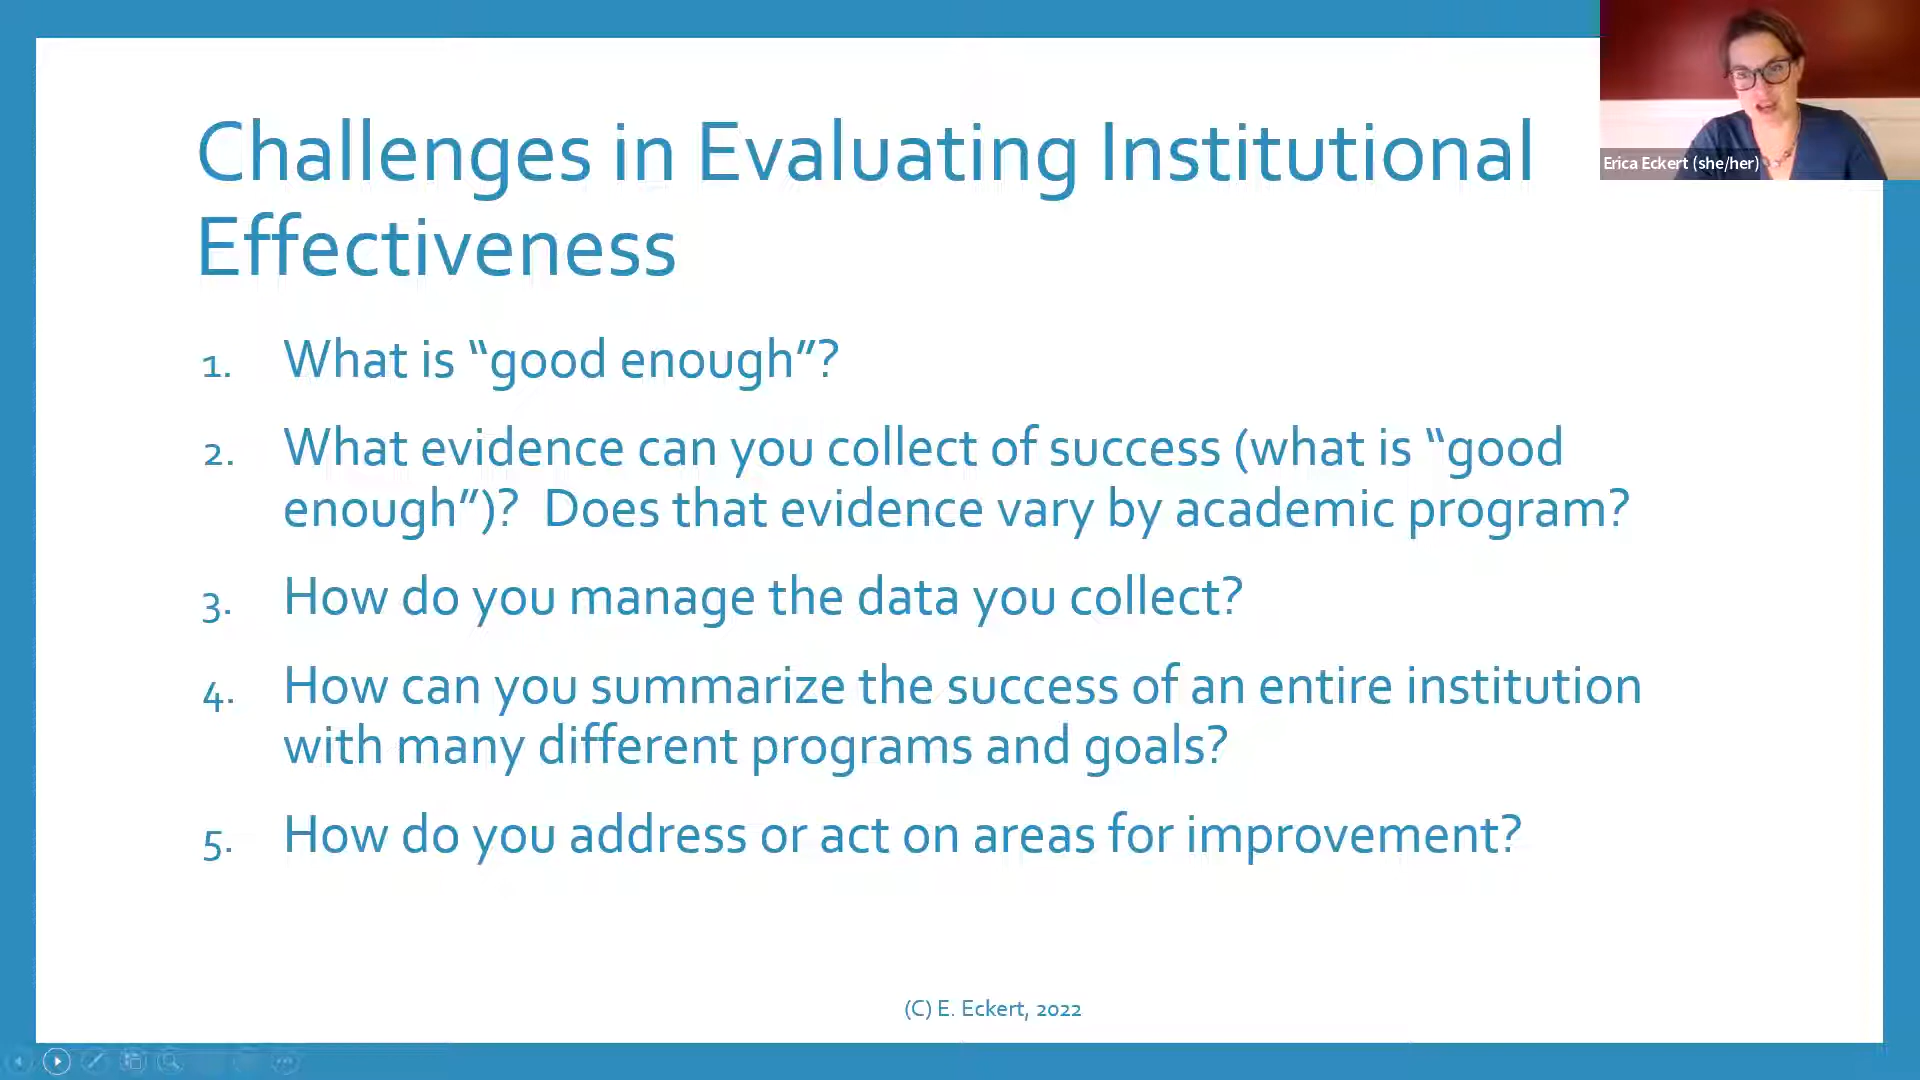 Challenges in Evaluating Institutional
Effectiveness
Erica Eckert (she/her)
1. What is “good enough”?
2. What evidence can you collect of success (what is “good
enough”)?  Does that evidence vary by academic program?
3. How do you manage the data you collect?
4. How can you summarize the success of an entire institution
with many different programs and goals?
5. How do you address or act on areas for improvement?
(C) E. Eckert, 2022